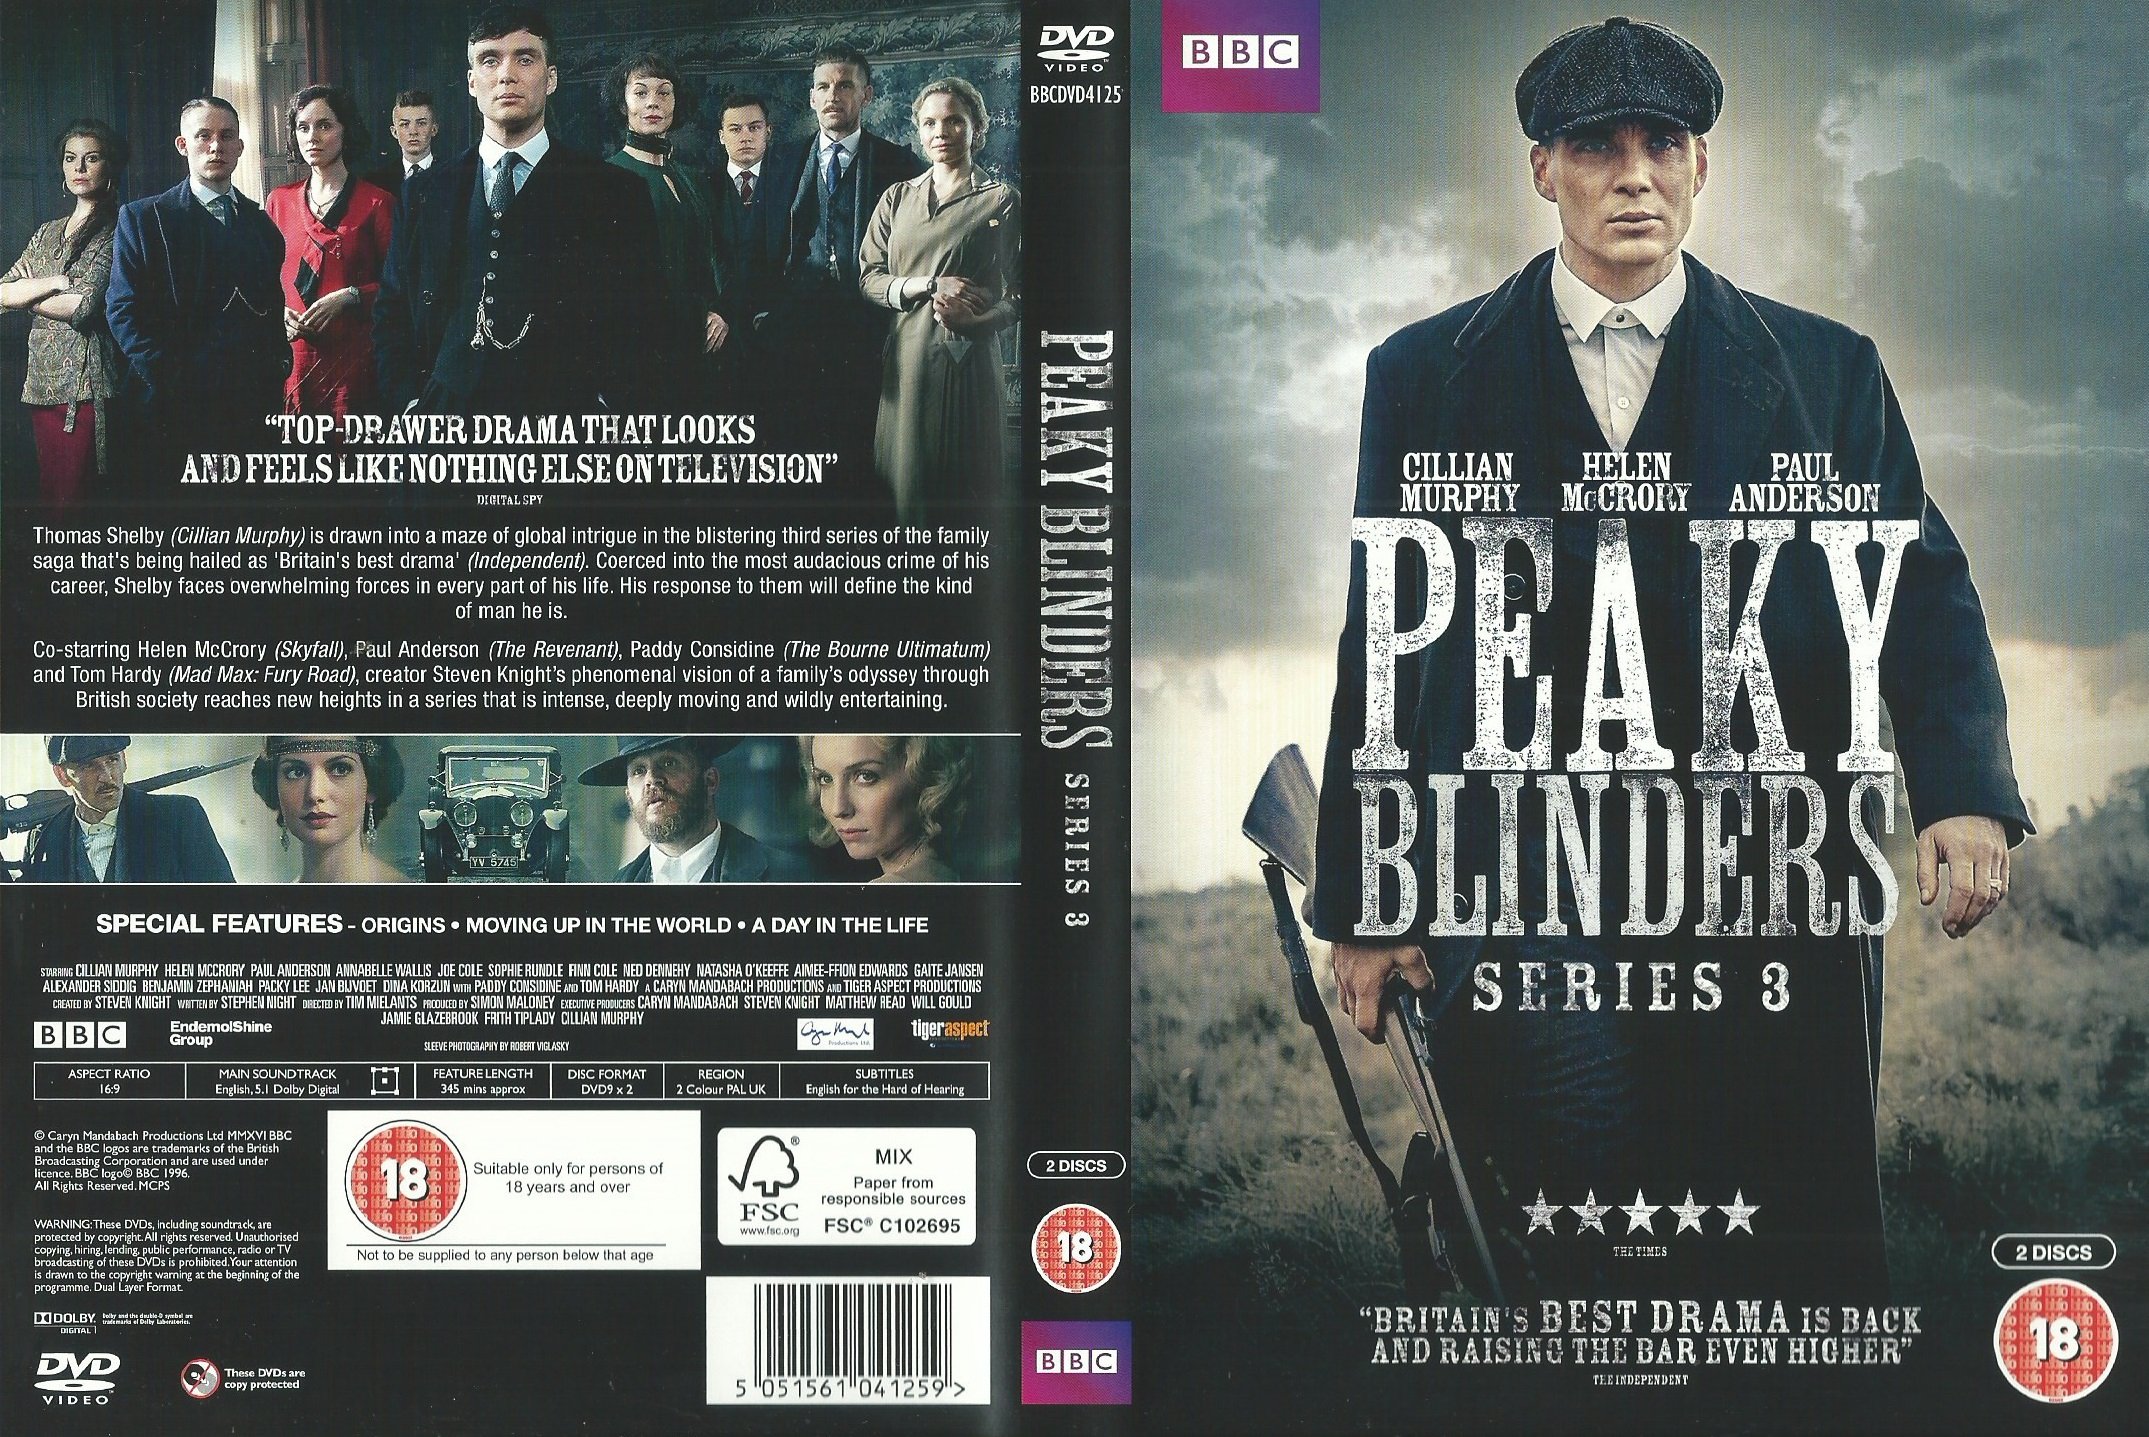 "TOP-DRAWER DRAMA THAT LOOKS
AND FEELS LIKE NOTHING ELSE ON TELEVISION"
DIGITAL SPY
Thomas Shelby (Cillian Murphy) is drawn into a maze of global intrigue in the blistering third series of the family
saga that's being hailed as 'Britain's best drama' (Independent). Coerced into the most audacious crime of his
career, Shelby faces overwhelming forces in every part of his life. His response to them will define the kind
of man he is.
Co-starring Helen McCrory (Skyfall), Paul Anderson (The Revenant), Paddy Considine (The Bourne Ultimatum)
and Tom Hardy (Mad Max: Fury Road), creator Steven Knight's phenomenal vision of a family's odyssey through
British society reaches new heights in a series that is intense, deeply moving and wildly entertaining.
YV 5745
SPECIAL FEATURES - ORIGINS • MOVING UP IN THE WORLD • A DAY IN THE LIFE
STARRING CILLIAN MURPHY HELEN MCCRORY PAUL ANDERSON ANNABELLE WALLIS JOE COLE SOPHIE RUNDLE FINN COLE NED DENNEHY NATASHA O'KEEFFE AIMEE-FFION EDWARDS GAITE JANSEN
ALEXANDER SIDDIG BENJAMIN ZEPHANIAH PACKY LEE JAN BIJVOET DINA KORZUN WITH PADDY CONSIDINE AND TOM HARDY A CARYN MANDABACH PRODUCTIONS AND TIGER ASPECT PRODUCTIONS
CREATED BY STEVEN KNIGHT WRITTEN BY STEPHEN NIGHT DIRECTED BY TIM MIELANTS PRODUCED BY SIMON MALONEY EXECUTIVE PRODUCERS CARYN MANDABACH STEVEN KNIGHT MATTHEW READ WILL GOULD
JAMIE GLAZEBROOK FRITH TIPLADY CILLIAN MURPHY
BBC
EndemolShine
Group
SLEEVE PHOTOGRAPHY BY ROBERT VIGLASKY
Productions Ltd.
tigeraspect
ASPECT RATIO
16:9
MAIN SOUNDTRACK
English, 5.1 Dolby Digital
FEATURE LENGTH
345 mins approx
DISC FORMAT
DVD9 x 2
REGION
2 Colour PAL UK
SUBTITLES
English for the Hard of Hearing
© Caryn Mandabach Productions Ltd MMXVI BBC
and the BBC logos are trademarks of the British
Broadcasting Corporation and are used under
licence. BBC logo© BBC 1996.
All Rights Reserved. MCPS
WARNING: These DVDs, including soundtrack, are
protected by copyright. All rights reserved. Unauthorised
copying, hiring, lending, public performance, radio or TV
broadcasting of these DVDs is prohibited. Your attention
is drawn to the copyright warning at the beginning of the
programme. Dual Layer Format.
DOLBY
DIGITAL
Dolby and the double-D symbol are
trademarks of Dolby Laboratories.
DVD
VIDEO
These DVDs are
copy protected
18
Suitable only for persons of
18 years and over
Not to be supplied to any person below that age
FSC
www.fsc.org
MIX
Paper from
responsible sources
FSC® C102695
5 051561 041259 >
DVD
VIDEO
BBCDVD4125
PEAKY BLINDERS SERIES 3
2 DISCS
18
BBC
BBC
CILLIAN MURPHY
HELEN McCRORY
PAUL ANDERSON
PEAKY
BLINDERS
SERIES 3
THE TIMES
"BRITAIN'S BEST DRAMA IS BACK
AND RAISING THE BAR EVEN HIGHER"
THE INDEPENDENT
2 DISCS
18